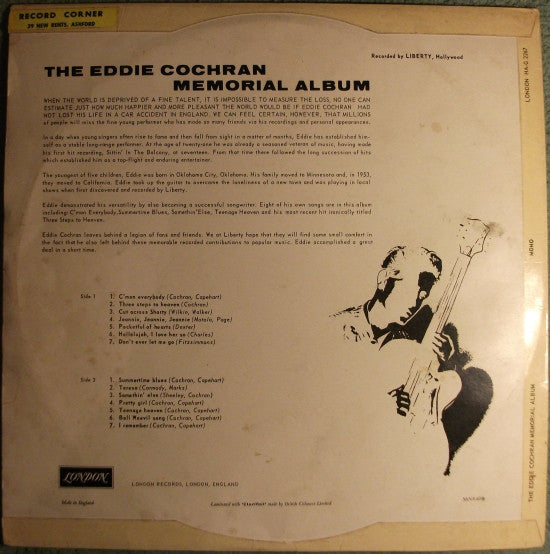 RECORD CORNER
39 NEW RENTS, ASHFORD
Recorded by LIBERTY, Hollywood
LONDON HA-G 2267
THE EDDIE COCHRAN
MEMORIAL ALBUM
WHEN THE WORLD IS DEPRIVED OF A FINE TALENT, IT IS IMPOSSIBLE TO MEASURE THE LOSS, NO ONE CAN
ESTIMATE JUST HOW MUCH HAPPIER AND MORE PLEASANT THE WORLD WOULD BE IF EDDIE COCHRAN HAD
NOT LOST HIS LIFE IN A CAR ACCIDENT IN ENGLAND. WE CAN FEEL CERTAIN, HOWEVER, THAT MILLIONS
of people will miss the fine young performer who has made so many friends via his recordings and personal appearances.
In a day when young singers often rise to fame and then fall from sight in a matter of months, Eddie has established him-
self as a stable long-range performer. At the age of twenty-one he was already a seasoned veteran of music, having made
his first hit recording, Sittin' In The Balcony, at seventeen. From that time there followed the long succession of hits
which established him as a top-flight and enduring entertainer.
The youngest of five children, Eddie was born in Oklahoma City, Oklahoma. His family moved to Minnesota and, in 1953,
they moved to California. Eddie took up the guitar to overcome the loneliness of a new town and was playing in local
shows when first discovered and recorded by Liberty.
Eddie demonstrated his versatility by also becoming a successful songwriter. Eight of his own songs are in this album
including C'mon Everybody, Summertime Blues, Somethin' Else, Teenage Heaven and his most recent hit ironically titled
Three Steps to Heaven.
Eddie Cochran leaves behind a legion of fans and friends. We at Liberty hope that they will find some small comfort in
the fact that he also left behind these memorable recorded contributions to popular music. Eddie accomplished a great
deal in a short time.
MONO
Side 1
1. C'mon everybody (Cochran, Capehart)
2. Three steps to heaven (Cochran)
3. Cut across Shorty (Wilkin, Walker)
4. Jeannie, Jeannie, Jeannie (Motola, Page)
5. Pocketful of hearts (Dexter)
6. Hallelujah, I love her so (Charles)
7. Don't ever let me go (Fitzsimmons)
Side 2
1. Summertime blues (Cochran, Capehart)
2. Teresa (Carmody, Marks)
3. Somethin' else (Sheeley, Cochran)
4. Pretty girl (Cochran, Capehart)
5. Teenage heaven (Cochran, Capehart)
6. Boll Weevil song (Cochran, Capehart)
7. I remember (Cochran, Capehart)
THE EDDIE COCHRAN MEMORIAL ALBUM
LONDON
LONDON RECORDS, LONDON, ENGLAND
Made in England
Laminated with 'Clarifoil' made by British Celanese Limited